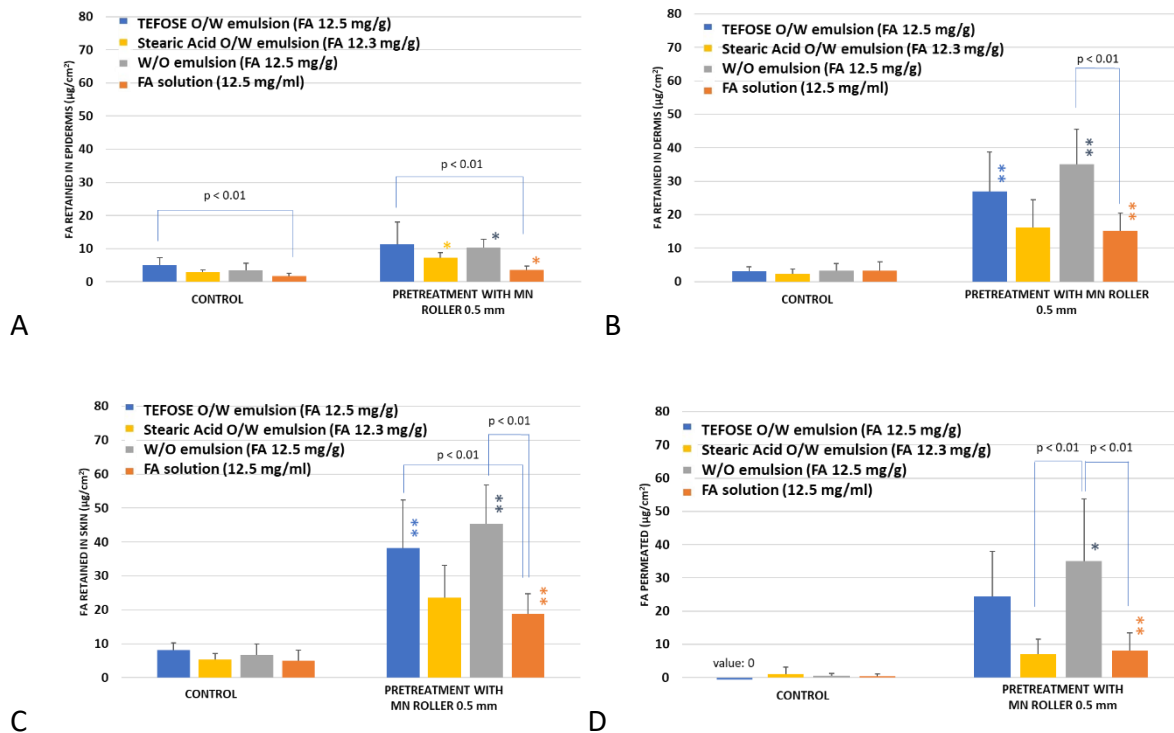 80
70
60
50
40
30
20
10
0
FA RETAINED IN EPIDERMIS (µg/cm²)
TEFOSE O/W emulsion (FA 12.5 mg/g)
Stearic Acid O/W emulsion (FA 12.3 mg/g)
W/O emulsion (FA 12.5 mg/g)
FA solution (12.5 mg/ml)
p < 0.01
p < 0.01
*
*
*
CONTROL
PRETREATMENT WITH MN
ROLLER 0.5 mm
A
80
70
60
50
40
30
20
10
0
FA RETAINED IN DERMIS (µg/cm²)
TEFOSE O/W emulsion (FA 12.5 mg/g)
Stearic Acid O/W emulsion (FA 12.3 mg/g)
W/O emulsion (FA 12.5 mg/g)
FA solution (12.5 mg/ml)
p < 0.01
**
**
**
CONTROL
PRETREATMENT WITH MN ROLLER
0.5 mm
B
80
70
60
50
40
30
20
10
0
FA RETAINED IN SKIN (µg/cm²)
TEFOSE O/W emulsion (FA 12.5 mg/g)
Stearic Acid O/W emulsion (FA 12.3 mg/g)
W/O emulsion (FA 12.5 mg/g)
FA solution (12.5 mg/ml)
p < 0.01
p < 0.01
**
**
**
CONTROL
PRETREATMENT WITH
MN ROLLER 0.5 mm
C
80
70
60
50
40
30
20
10
0
FA PERMEATED (µg/cm²)
TEFOSE O/W emulsion (FA 12.5 mg/g)
Stearic Acid O/W emulsion (FA 12.3 mg/g)
W/O emulsion (FA 12.5 mg/g)
FA solution (12.5 mg/ml)
p < 0.01
p < 0.01
*
**
value: 0
CONTROL
PRETREATMENT WITH
MN ROLLER 0.5 mm
D